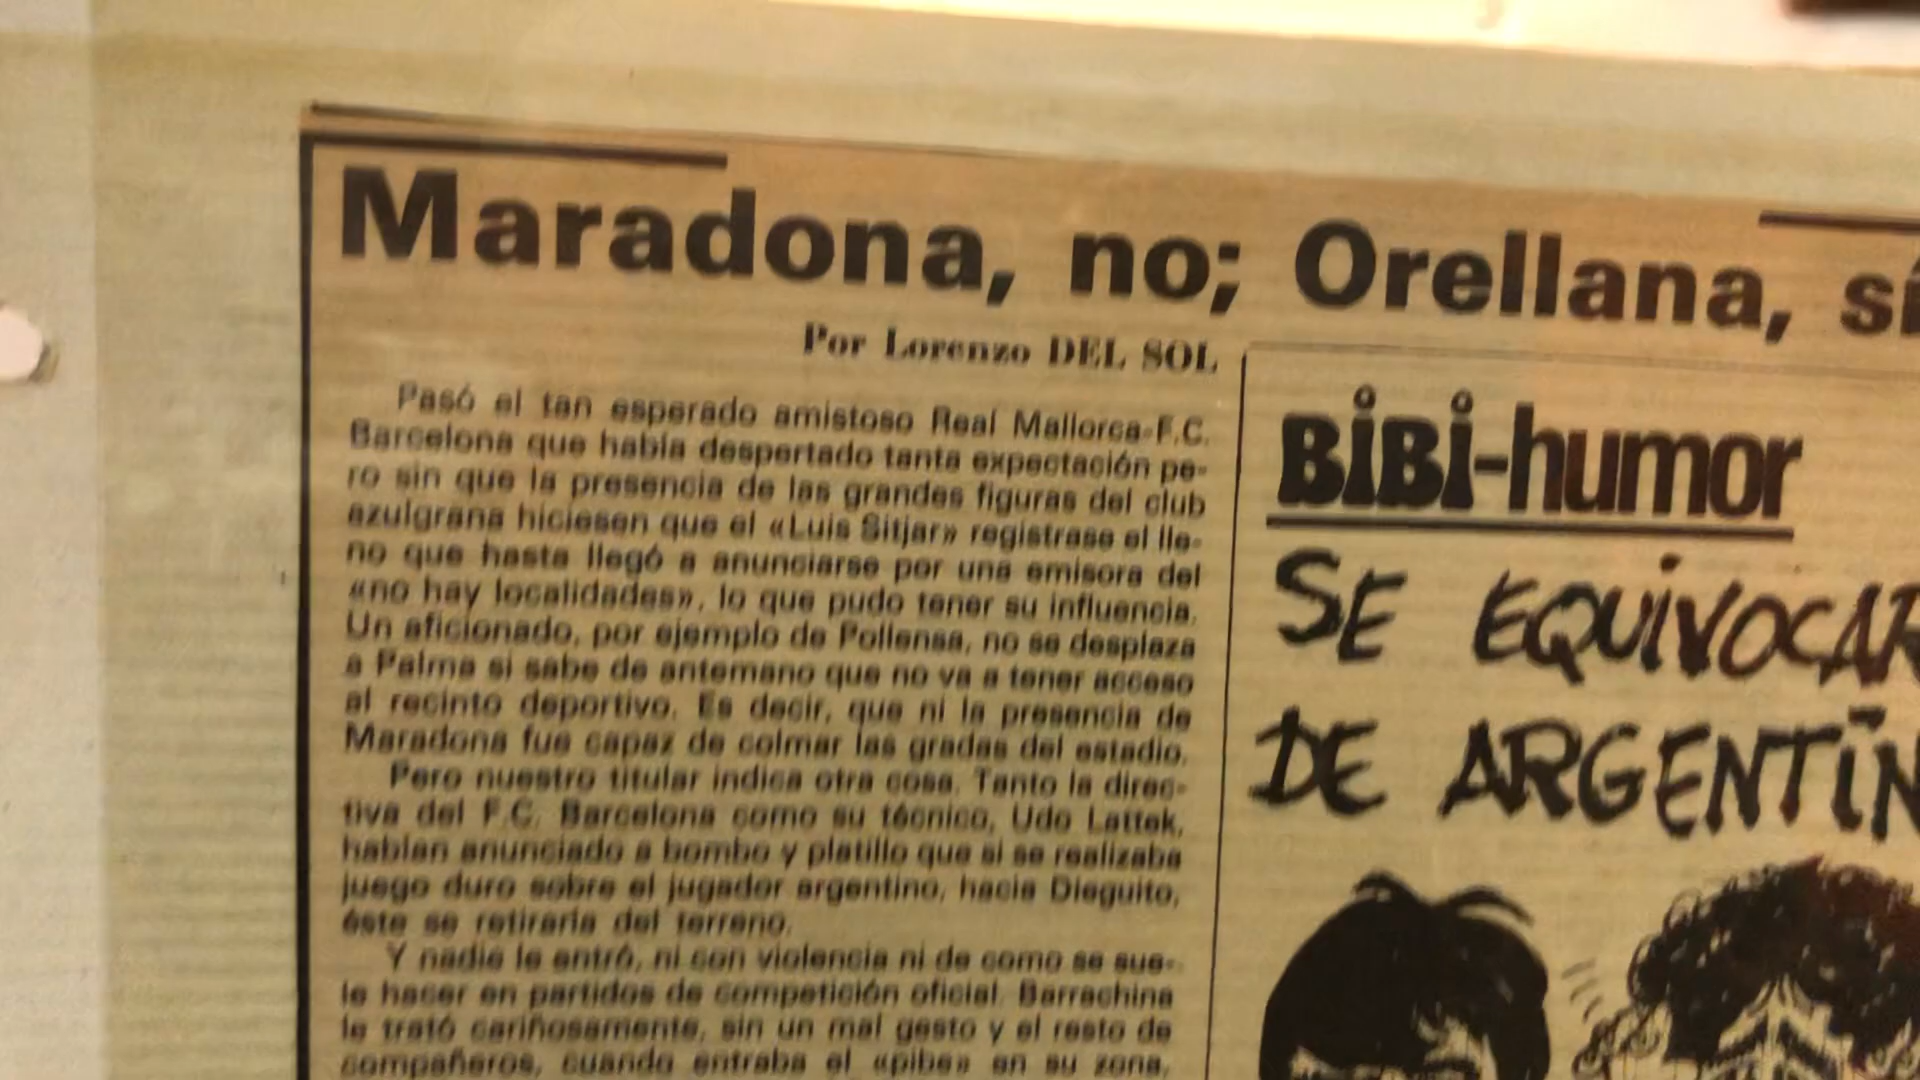 Maradona, no; Orellana, sí
Por Lorenzo DEL SOL
Pasó el tan esperado amistoso Real Mallorca-F.C.
Barcelona que había despertado tanta expectación pe-
ro sin que la presencia de las grandes figuras del club
azulgrana hiciesen que el «Luis Sitjar» registrase el lle-
no que hasta llegó a anunciarse por una emisora del
«no hay localidades», lo que pudo tener su influencia.
Un aficionado, por ejemplo de Pollensa, no se desplaza
a Palma si sabe de antemano que no va a tener acceso
al recinto deportivo. Es decir, que ni la presencia de
Maradona fue capaz de colmar las gradas del estadio.
Pero nuestro titular indica otra cosa. Tanto la direc-
tiva del F.C. Barcelona como su técnico, Udo Lattek,
habían anunciado a bombo y platillo que si se realizaba
juego duro sobre el jugador argentino, hacia Dieguito,
éste se retiraría del terreno.
Y nadie le entró, ni con violencia ni de como se sue-
le hacer en partidos de competición oficial. Barrachina
le trató cariñosamente, sin un mal gesto y el resto de
compañeros, cuando entraba el «pibe» en su zona,
BiBi-humor
SE EQUIVOCAR
DE ARGENTIN